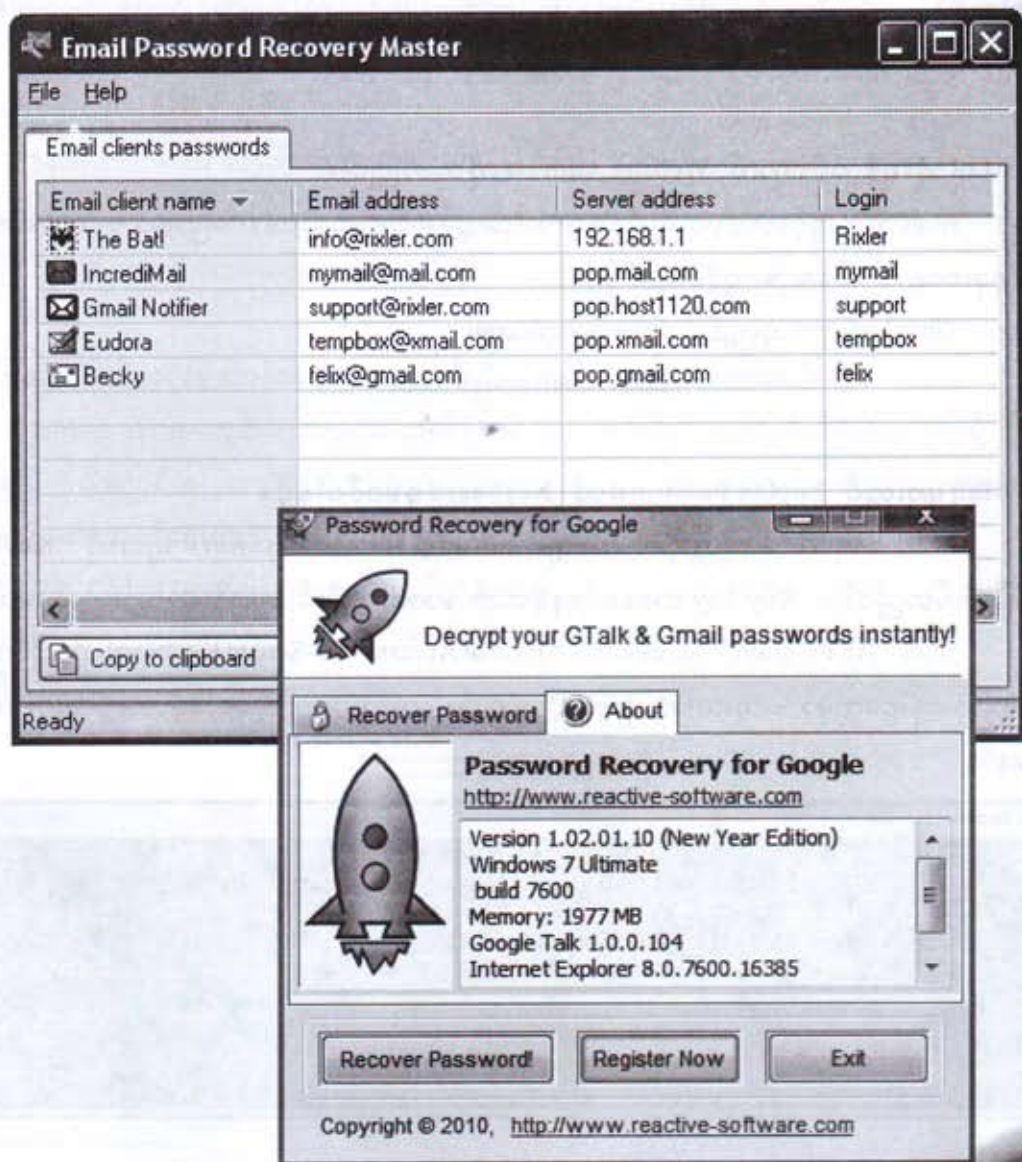 Email Password Recovery Master
File Help
Email clients passwords
Email client name Email address Server address Login
The Bat! info@rixler.com 192.168.1.1 Rixler
IncrediMail mymail@mail.com pop.mail.com mymail
Gmail Notifier support@rixler.com pop.host1120.com support
Eudora tempbox@xmail.com pop.xmail.com tempbox
Becky felix@gmail.com pop.gmail.com felix
Copy to clipboard
Ready
Password Recovery for Google
Decrypt your GTalk & Gmail passwords instantly!
Recover Password About
Password Recovery for Google
http://www.reactive-software.com
Version 1.02.01.10 (New Year Edition)
Windows 7 Ultimate
build 7600
Memory: 1977 MB
Google Talk 1.0.0.104
Internet Explorer 8.0.7600.16385
Recover Password! Register Now Exit
Copyright © 2010, http://www.reactive-software.com